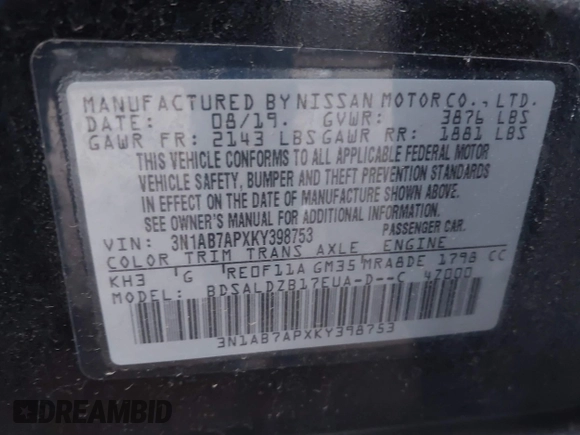 MANUFACTURED BY NISSAN MOTOR CO., LTD.
DATE: 08/19. GVWR: 3876 LBS
GAWR FR: 2143 LBS GAWR RR: 1881 LBS
THIS VEHICLE CONFORMS TO ALL APPLICABLE FEDERAL MOTOR
VEHICLE SAFETY, BUMPER AND THEFT PREVENTION STANDARDS
IN EFFECT ON THE DATE OF MANUFACTURE SHOWN ABOVE.
SEE OWNER'S MANUAL FOR ADDITIONAL INFORMATION.
VIN: 3N1AB7APXKY398753 PASSENGER CAR.
COLOR TRIM TRANS AXLE ENGINE
KH3 G RE0F11A GM35 MRA8DE 1798 CC
MODEL: BDSALDZB17EUA-D--C 4Z000
3N1AB7APXKY398753
DREAMBID